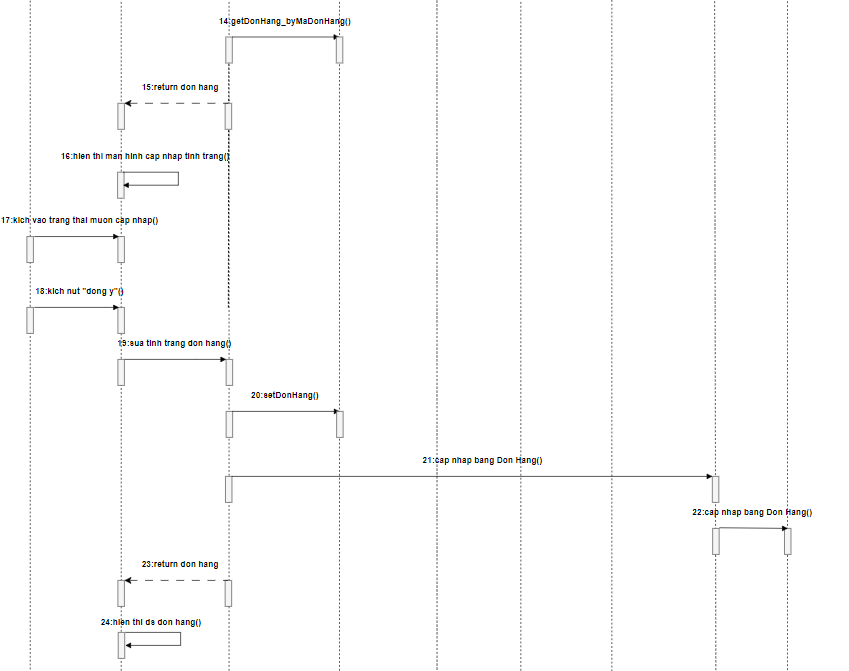 14:getDonHang_byMaDonHang()
15:return don hang
16:hien thi man hinh cap nhap tinh trang()
17:kich vao trang thai muon cap nhap()
18:kich nut "dong y"()
19:sua tinh trang don hang()
20:setDonHang()
21:cap nhap bang Don Hang()
22:cap nhap bang Don Hang()
23:return don hang
24:hien thi ds don hang()